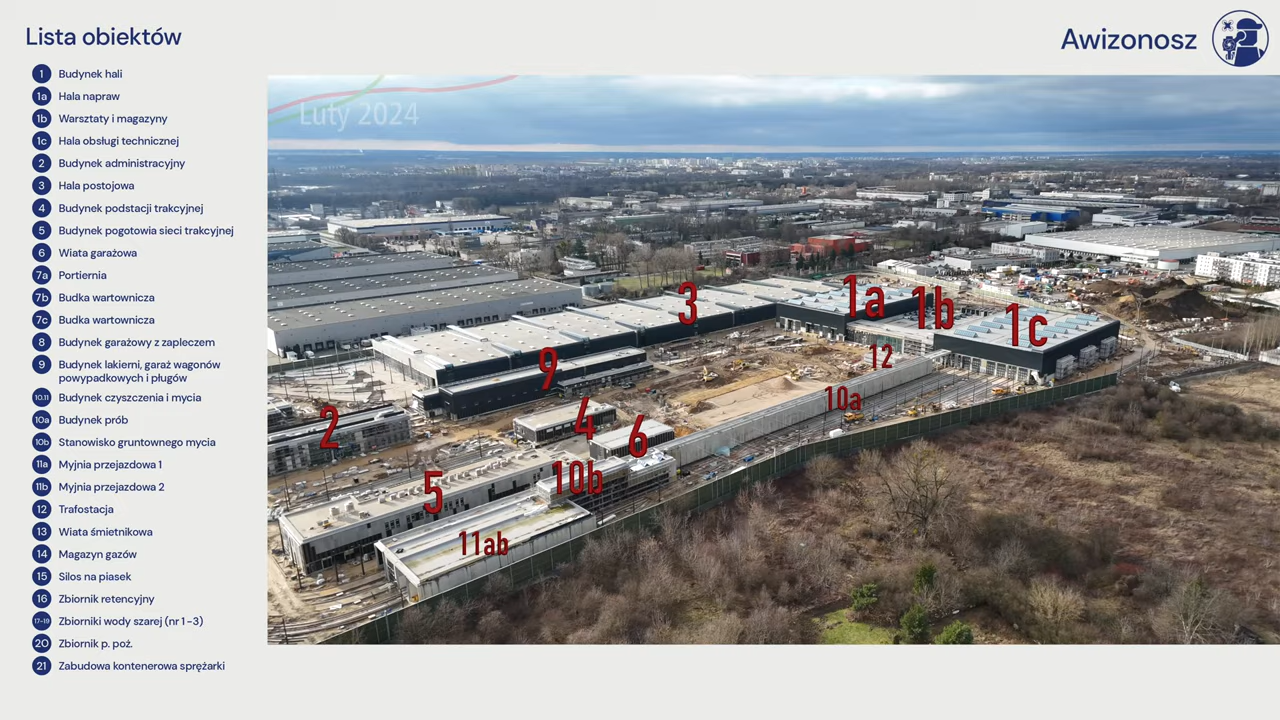 Lista obiektów
Awizonosz
1 Budynek hali
1a Hala napraw
1b Warsztaty i magazyny
1c Hala obsługi technicznej
2 Budynek administracyjny
3 Hala postojowa
4 Budynek podstacji trakcyjnej
5 Budynek pogotowia sieci trakcyjnej
6 Wiata garażowa
7a Portiernia
7b Budka wartownicza
7c Budka wartownicza
8 Budynek garażowy z zapleczem
9 Budynek lakierni, garaż wagonów
powypadkowych i pługów
10.11 Budynek czyszczenia i mycia
10a Budynek prób
10b Stanowisko gruntownego mycia
11a Myjnia przejazdowa 1
11b Myjnia przejazdowa 2
12 Trafostacja
13 Wiata śmietnikowa
14 Magazyn gazów
15 Silos na piasek
16 Zbiornik retencyjny
17-19 Zbiorniki wody szarej (nr 1-3)
20 Zbiornik p. poż.
21 Zabudowa kontenerowa sprężarki
Luty 2024
3
1a
1b
1c
12
9
10a
4
2
6
10b
5
11ab